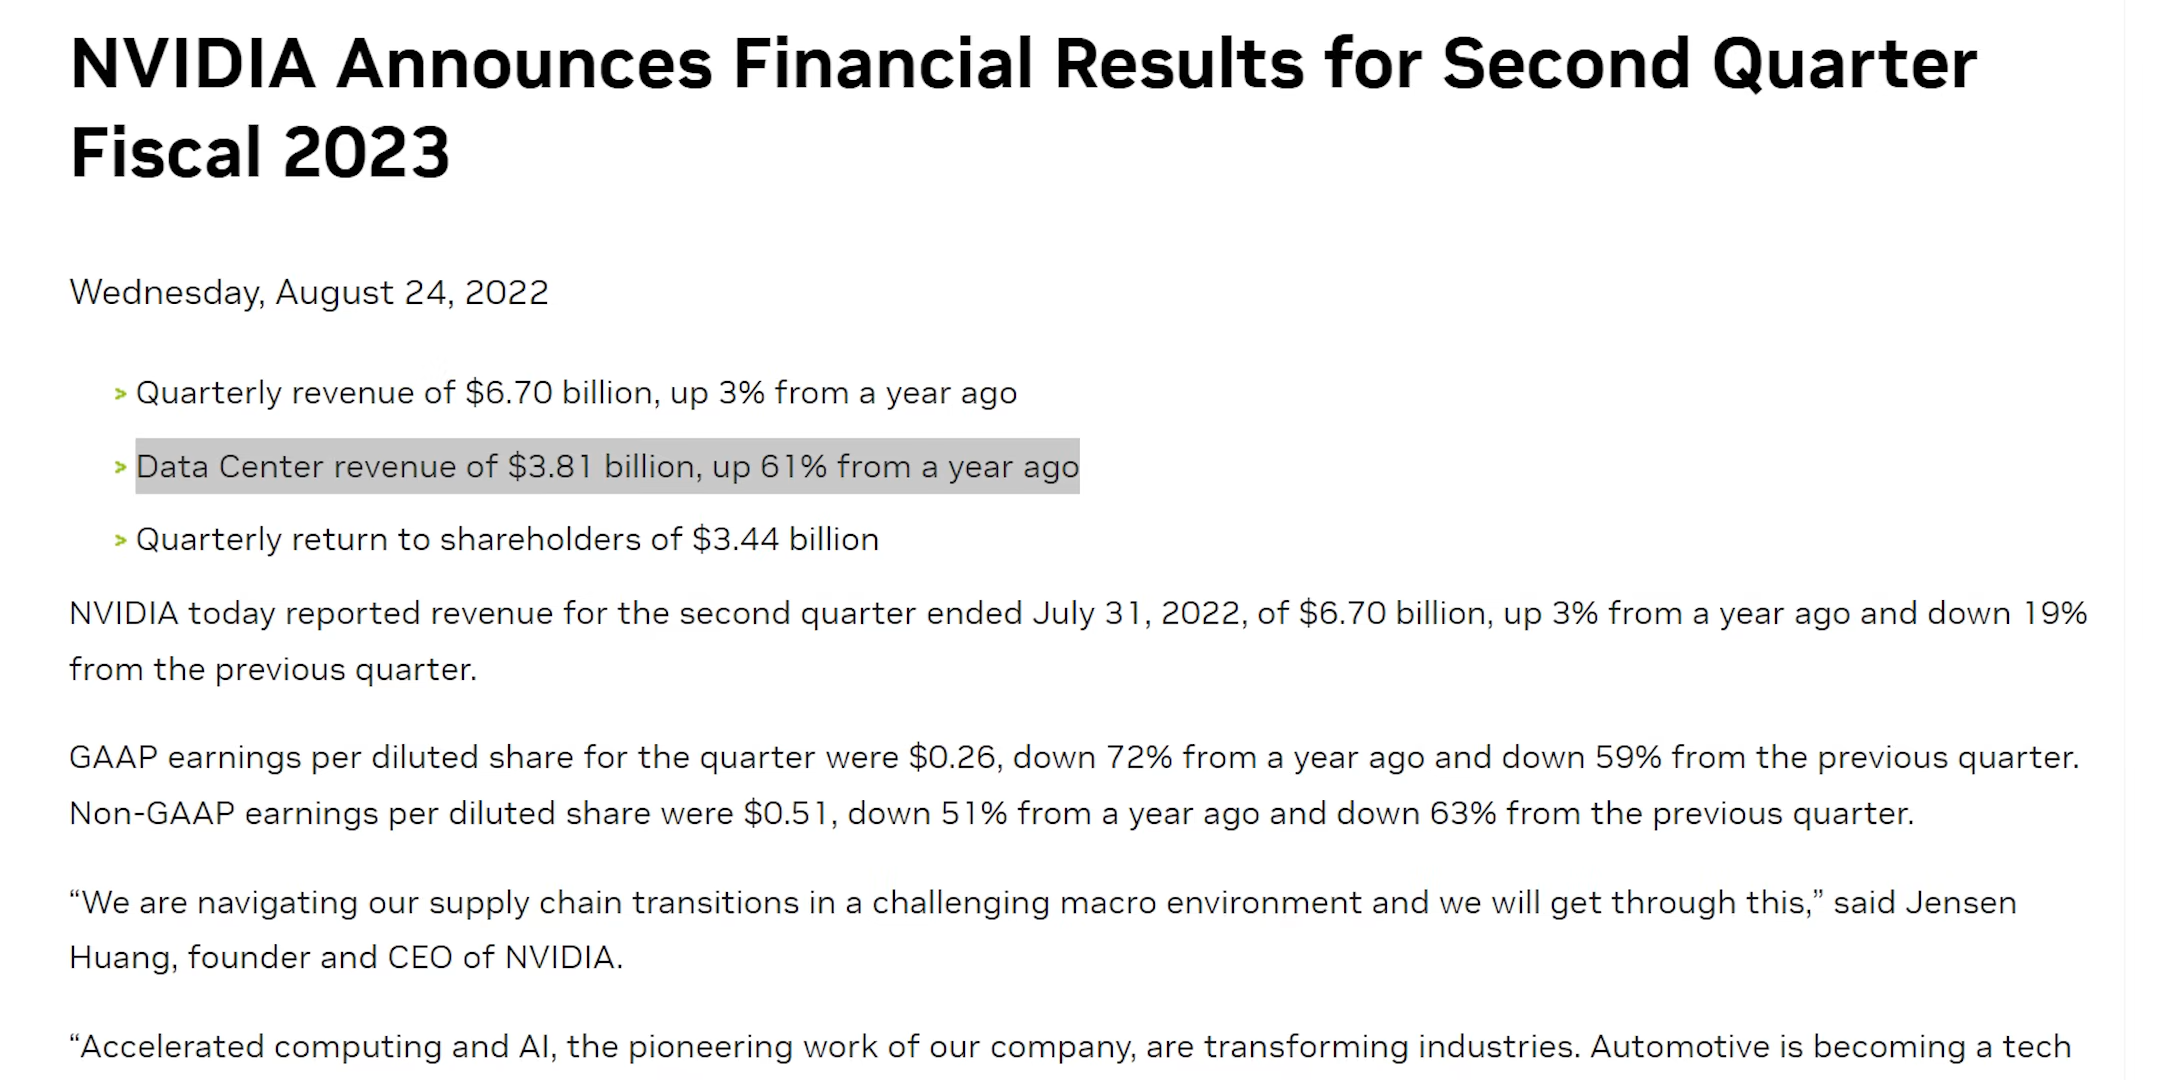 NVIDIA Announces Financial Results for Second Quarter
Fiscal 2023
Wednesday, August 24, 2022
> Quarterly revenue of $6.70 billion, up 3% from a year ago
> Data Center revenue of $3.81 billion, up 61% from a year ago
> Quarterly return to shareholders of $3.44 billion
NVIDIA today reported revenue for the second quarter ended July 31, 2022, of $6.70 billion, up 3% from a year ago and down 19%
from the previous quarter.
GAAP earnings per diluted share for the quarter were $0.26, down 72% from a year ago and down 59% from the previous quarter.
Non-GAAP earnings per diluted share were $0.51, down 51% from a year ago and down 63% from the previous quarter.
“We are navigating our supply chain transitions in a challenging macro environment and we will get through this,” said Jensen
Huang, founder and CEO of NVIDIA.
“Accelerated computing and AI, the pioneering work of our company, are transforming industries. Automotive is becoming a tech